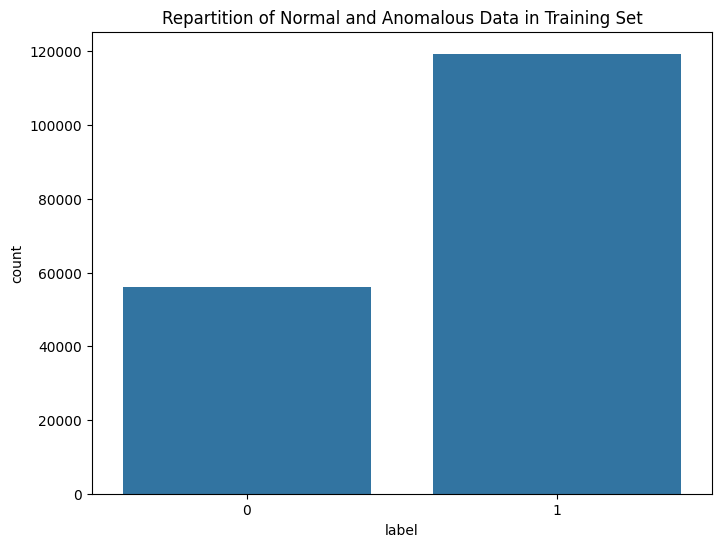 Repartition of Normal and Anomalous Data in Training Set
120000
100000
80000
60000
40000
20000
0
count
0 1
label